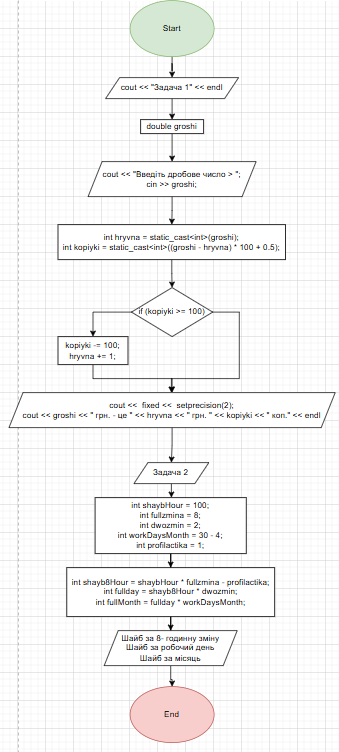 Start
cout << "Задача 1" << endl
double groshi
cout << "Введіть дробове число > ";
cin >> groshi;
int hryvna = static_cast<int>(groshi);
int kopiyki = static_cast<int>((groshi - hryvna) * 100 + 0.5);
if (kopiyki >= 100)
kopiyki -= 100;
hryvna += 1;
cout << fixed << setprecision(2);
cout << groshi << " грн. - це " << hryvna << " грн. " << kopiyki << " коп." << endl
Задача 2
int shaybHour = 100;
int fullzmina = 8;
int dwozmin = 2;
int workDaysMonth = 30 - 4;
int profilactika = 1;
int shayb8Hour = shaybHour * fullzmina - profilactika;
int fullday = shayb8Hour * dwozmin;
int fullMonth = fullday * workDaysMonth;
Шайб за 8- годинну зміну
Шайб за робочий день
Шайб за місяць
End